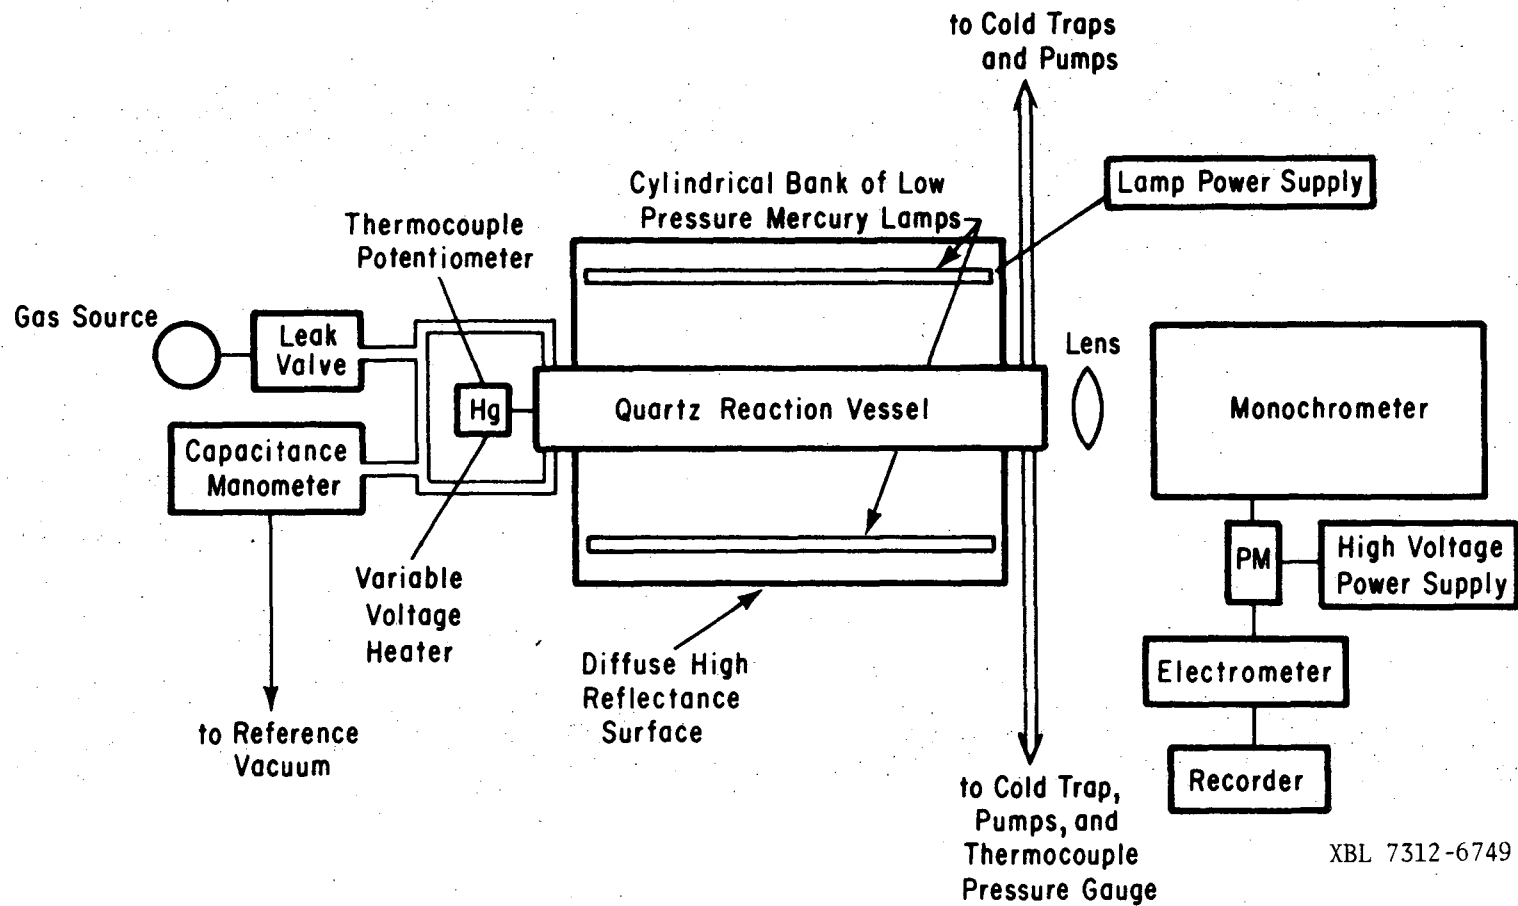 to Cold Traps
and Pumps
Lamp Power Supply
Cylindrical Bank of Low
Pressure Mercury Lamps
Thermocouple
Potentiometer
Gas Source
Leak
Valve
Lens
Hg
Quartz Reaction Vessel
Monochrometer
Capacitance
Manometer
PM
High Voltage
Power Supply
Variable
Voltage
Heater
Diffuse High
Reflectance
Surface
Electrometer
to Reference
Vacuum
Recorder
to Cold Trap,
Pumps, and
Thermocouple
Pressure Gauge
XBL 7312-6749